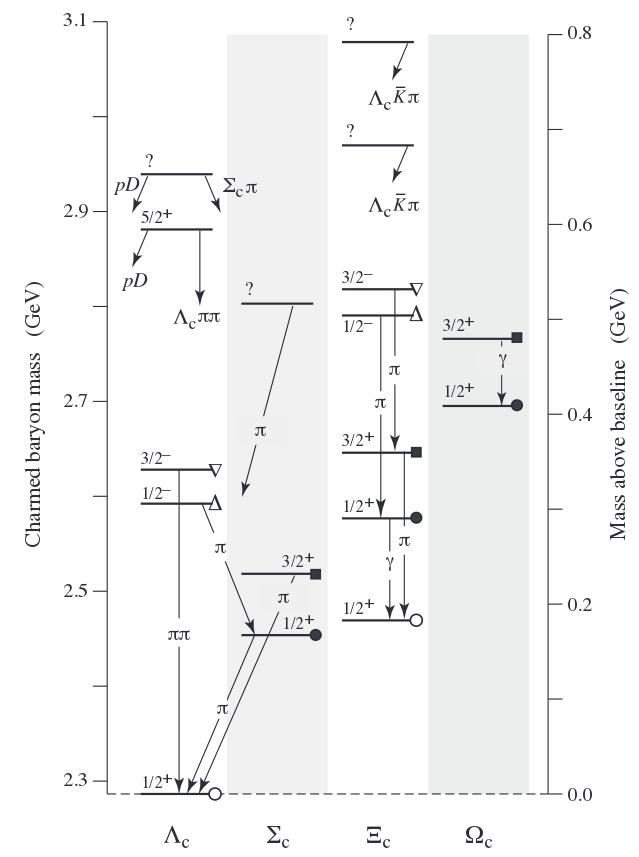 3.1
?
0.8
Λc K̄π
?
?
pD
Σcπ
Λc K̄π
5/2+
2.9
0.6
pD
3/2−
?
Λcππ
1/2−
3/2+
γ
π
2.7
1/2+
0.4
π
π
3/2+
3/2−
1/2−
1/2+
π
π
3/2+
γ
2.5
π
1/2+
0.2
1/2+
ππ
π
2.3
1/2+
0.0
Λc
Σc
Ξc
Ωc
Charmed baryon mass (GeV)
Mass above baseline (GeV)